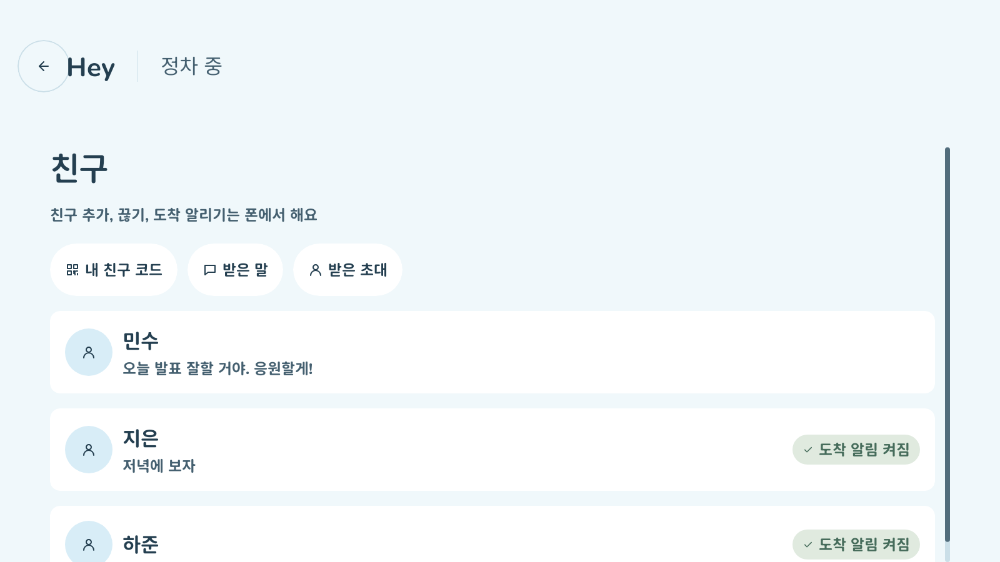 Hey
정차 중
친구
친구 추가, 끊기, 도착 알리기는 폰에서 해요
내 친구 코드
받은 말
받은 초대
민수
오늘 발표 잘할 거야. 응원할게!
지은
저녁에 보자
도착 알림 켜짐
하준
도착 알림 켜짐